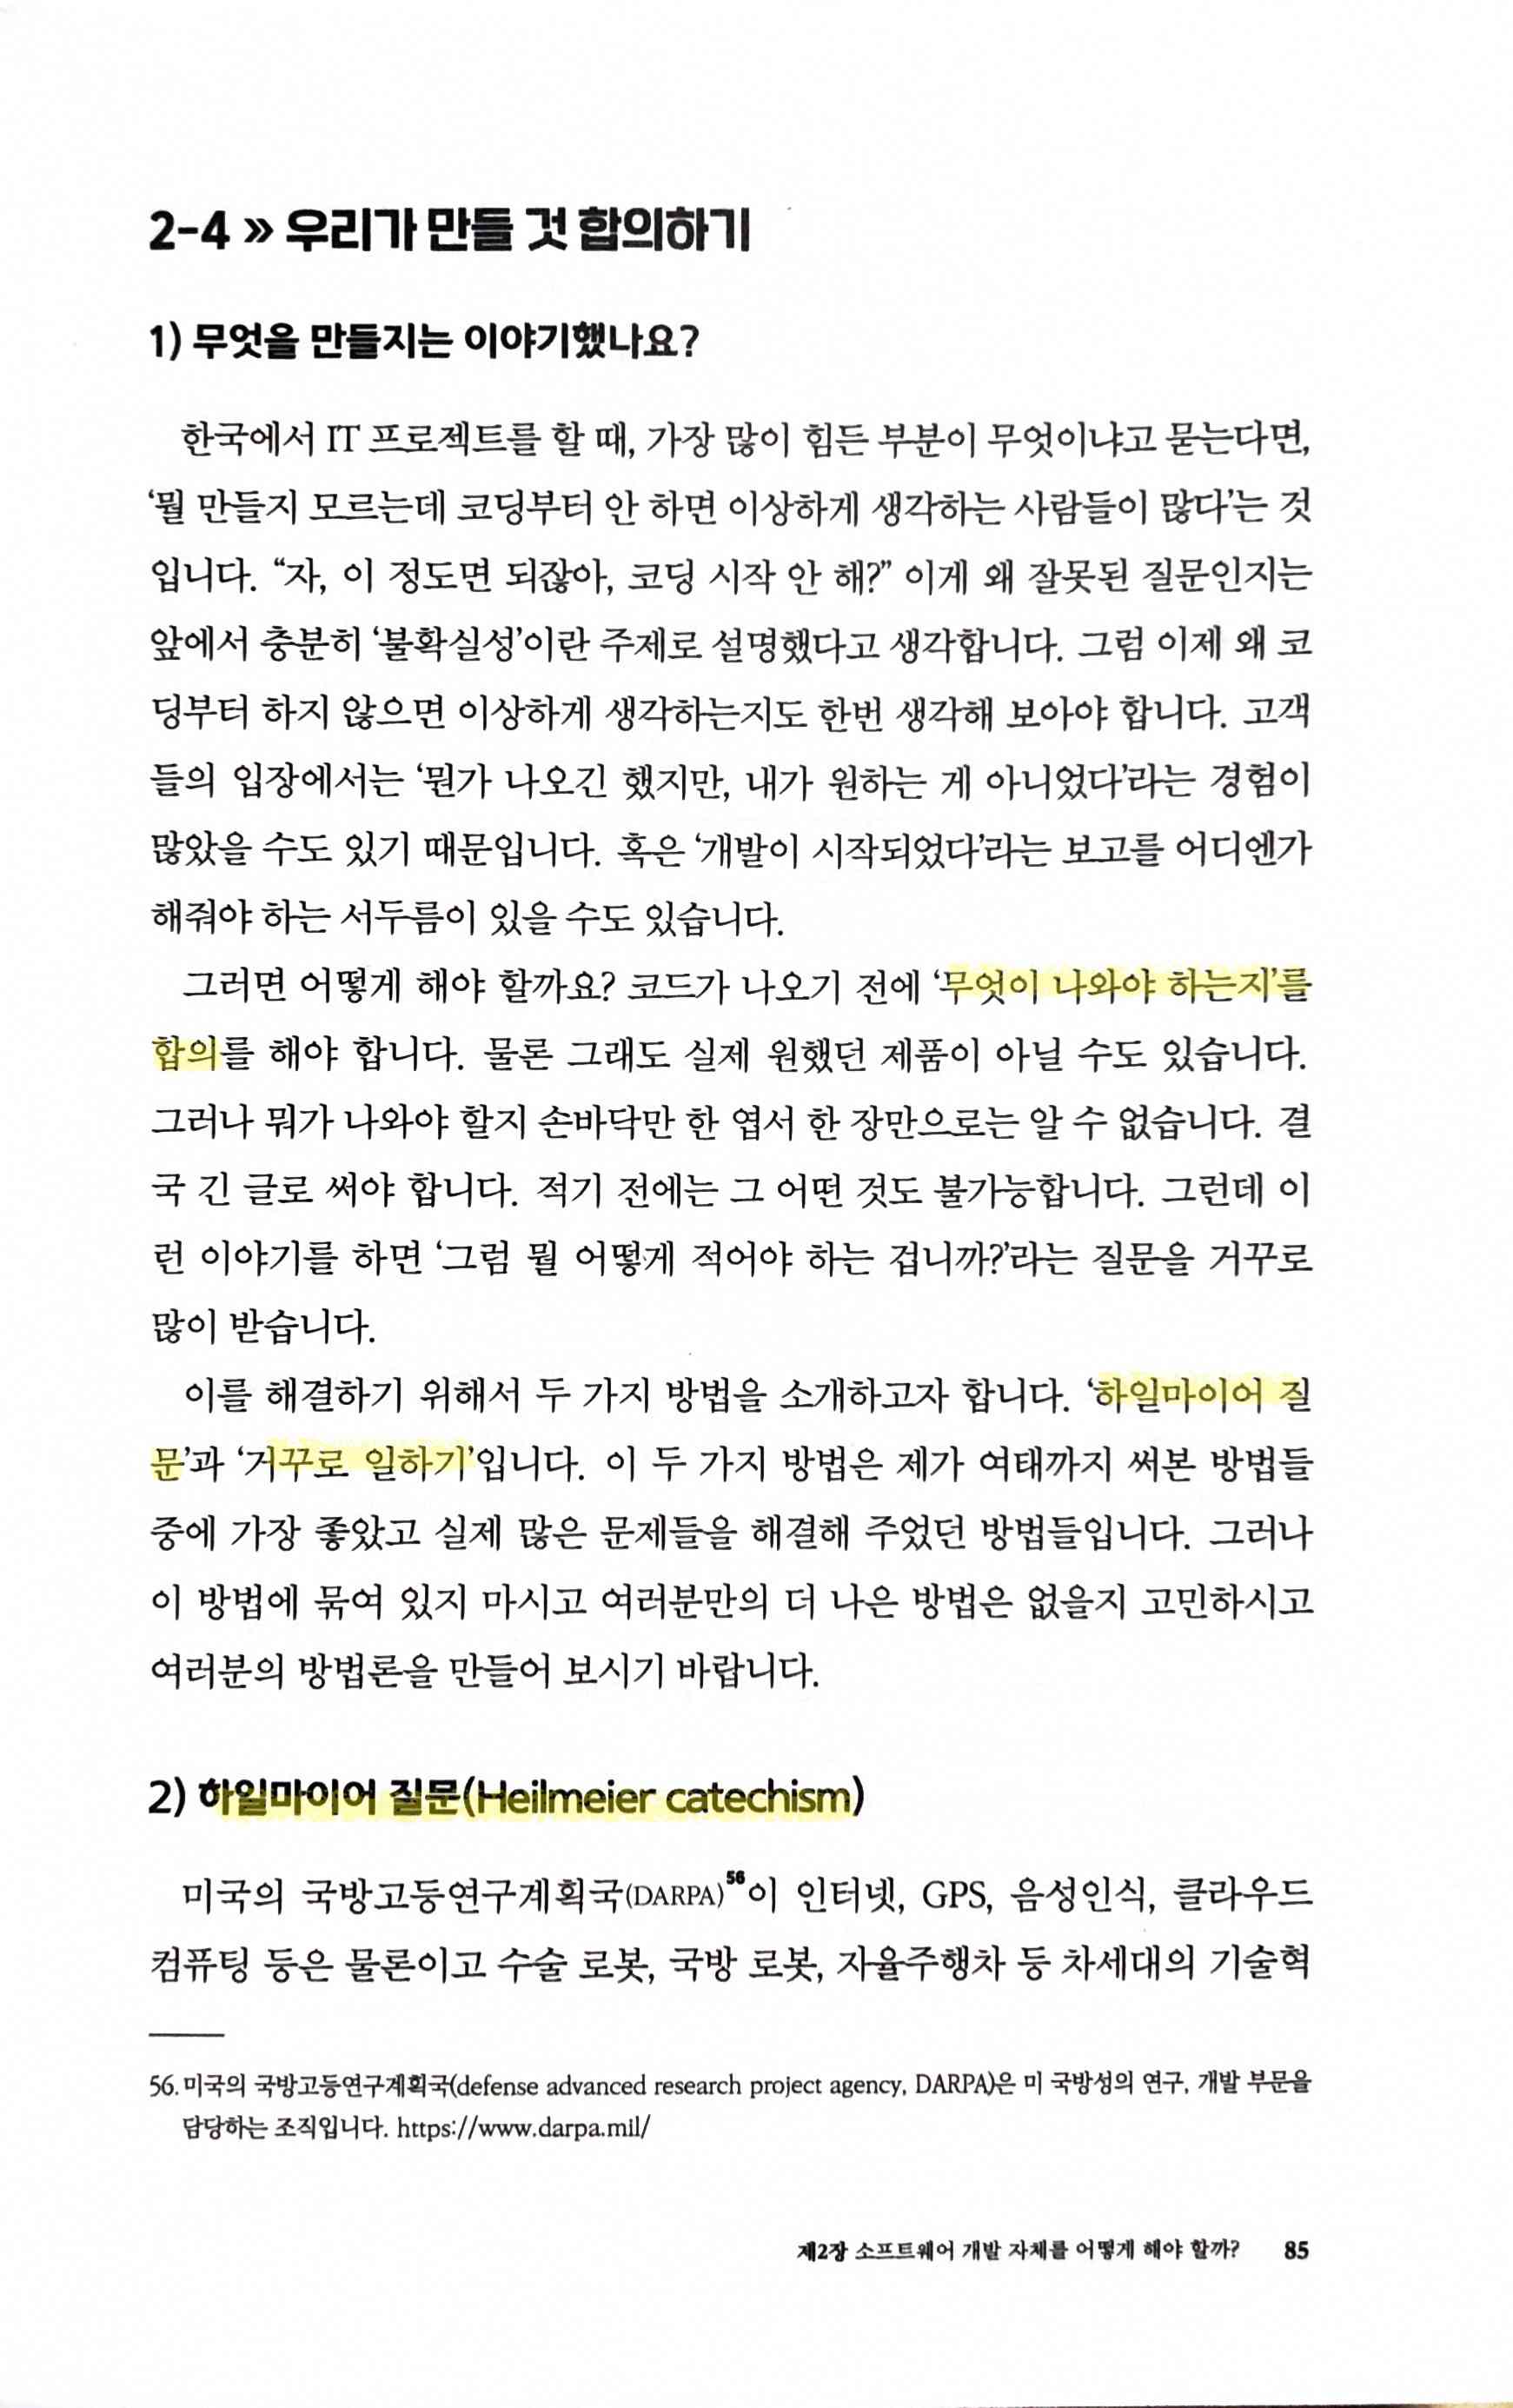 2-4 » 우리가 만들 것 합의하기
1) 무엇을 만들지는 이야기했나요?
한국에서 IT 프로젝트를 할 때, 가장 많이 힘든 부분이 무엇이냐고 묻는다면,
‘뭘 만들지 모르는데 코딩부터 안 하면 이상하게 생각하는 사람들이 많다’는 것
입니다. “자, 이 정도면 되잖아, 코딩 시작 안 해?” 이게 왜 잘못된 질문인지는
앞에서 충분히 ‘불확실성’이란 주제로 설명했다고 생각합니다. 그럼 이제 왜 코
딩부터 하지 않으면 이상하게 생각하는지도 한번 생각해 보아야 합니다. 고객
들의 입장에서는 ‘뭔가 나오긴 했지만, 내가 원하는 게 아니었다’라는 경험이
많았을 수도 있기 때문입니다. 혹은 ‘개발이 시작되었다’라는 보고를 어디엔가
해줘야 하는 서두름이 있을 수도 있습니다.
그러면 어떻게 해야 할까요? 코드가 나오기 전에 ‘무엇이 나와야 하는지’를
합의를 해야 합니다. 물론 그래도 실제 원했던 제품이 아닐 수도 있습니다.
그러나 뭐가 나와야 할지 손바닥만 한 엽서 한 장만으로는 알 수 없습니다. 결
국 긴 글로 써야 합니다. 적기 전에는 그 어떤 것도 불가능합니다. 그런데 이
런 이야기를 하면 ‘그럼 뭘 어떻게 적어야 하는 겁니까?’라는 질문을 거꾸로
많이 받습니다.
이를 해결하기 위해서 두 가지 방법을 소개하고자 합니다. ‘하일마이어 질
문’과 ‘거꾸로 일하기’입니다. 이 두 가지 방법은 제가 여태까지 써본 방법들
중에 가장 좋았고 실제 많은 문제들을 해결해 주었던 방법들입니다. 그러나
이 방법에 묶여 있지 마시고 여러분만의 더 나은 방법은 없을지 고민하시고
여러분의 방법론을 만들어 보시기 바랍니다.
2) 하일마이어 질문(Heilmeier catechism)
미국의 국방고등연구계획국(DARPA)56이 인터넷, GPS, 음성인식, 클라우드
컴퓨팅 등은 물론이고 수술 로봇, 국방 로봇, 자율주행차 등 차세대의 기술혁
56. 미국의 국방고등연구계획국(defense advanced research project agency, DARPA)은 미 국방성의 연구, 개발 부문을
담당하는 조직입니다. https://www.darpa.mil/
제2장 소프트웨어 개발 자체를 어떻게 해야 할까? 85